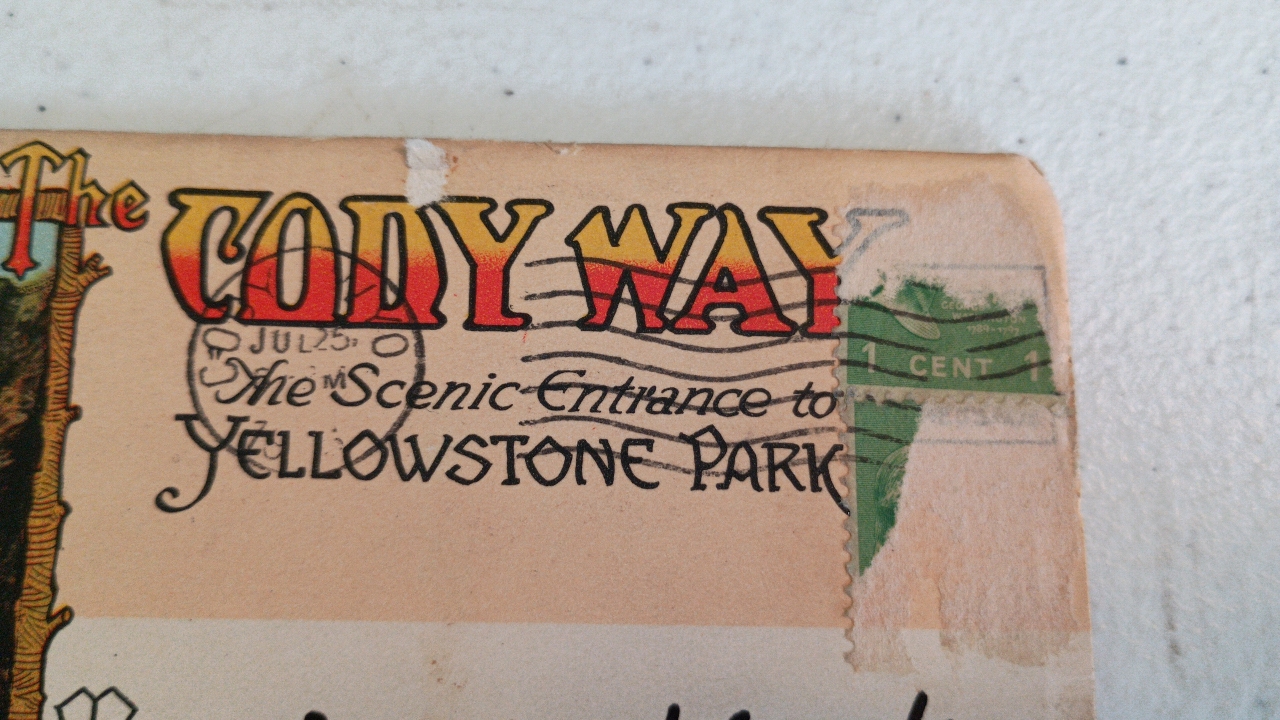 The CODY WAY
JUL 25
M
The Scenic Entrance to
YELLOWSTONE PARK
1 CENT 1